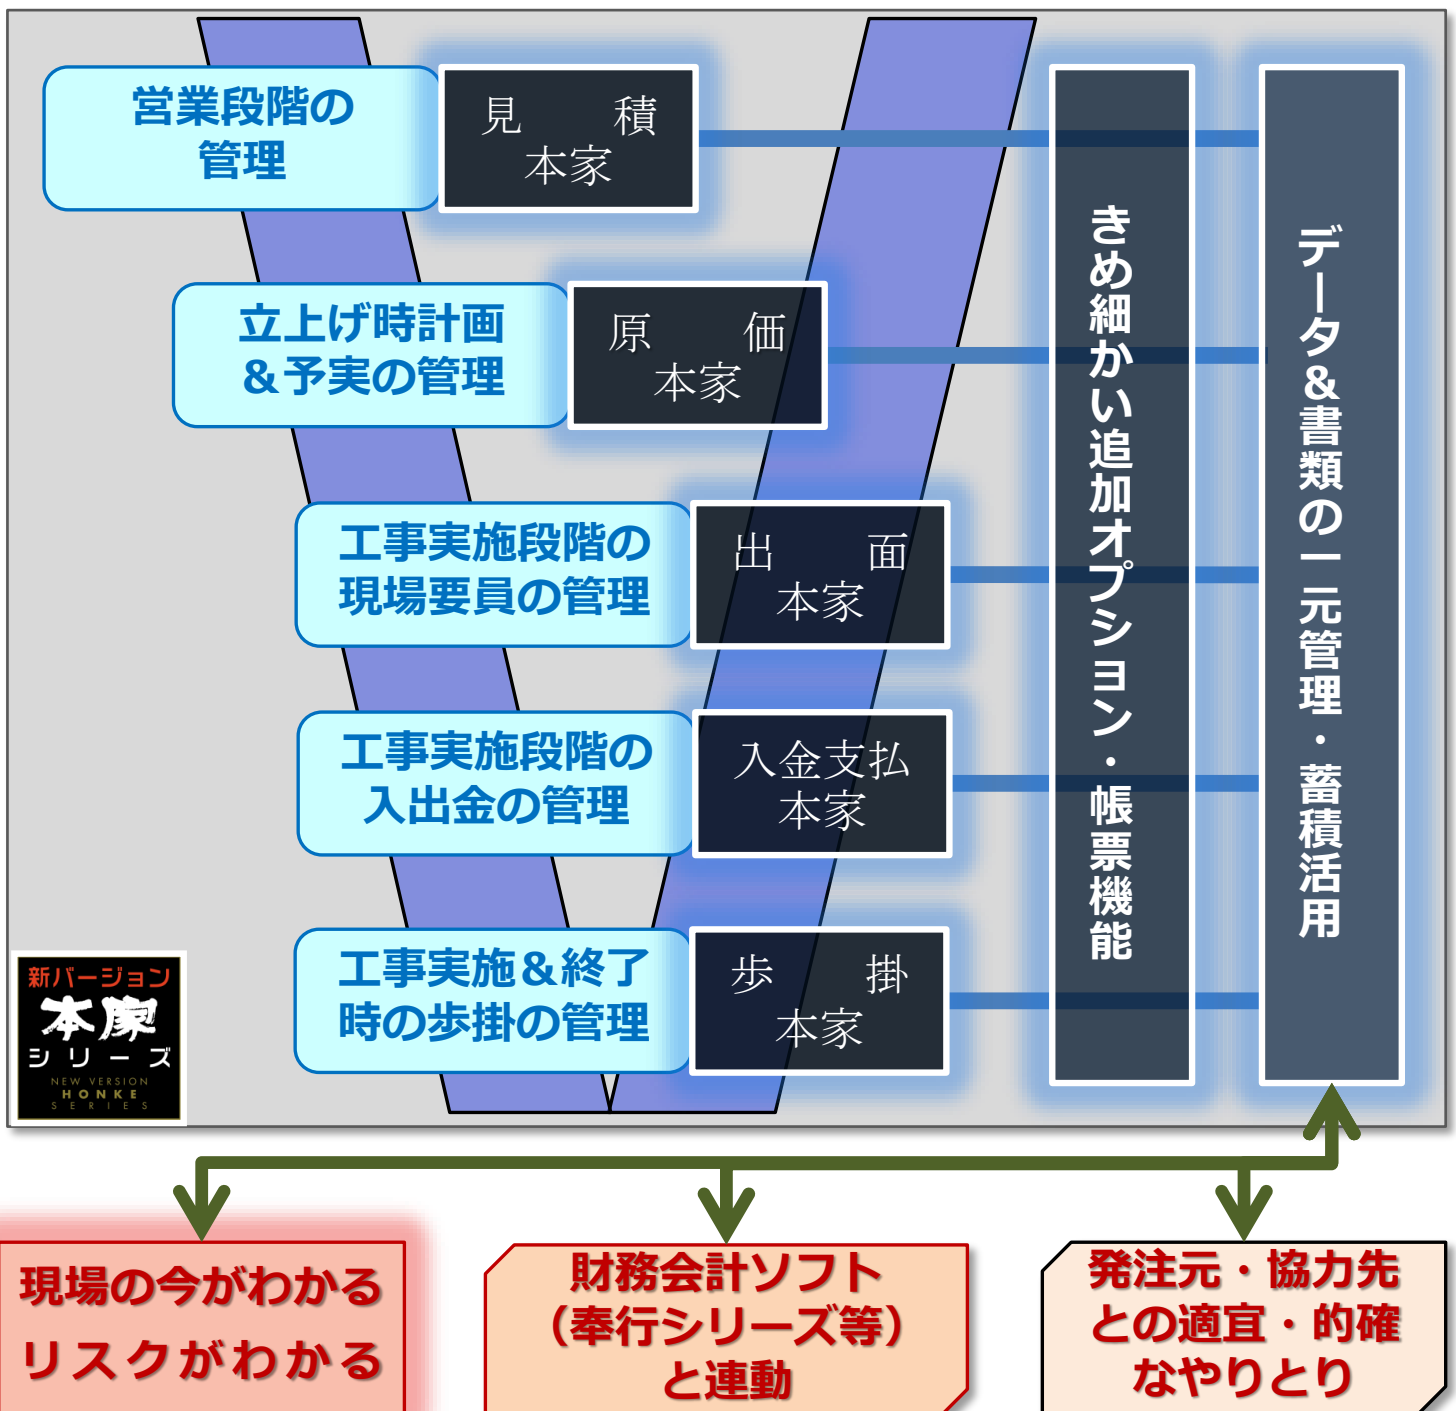 営業段階の
管理
見　　積
本家
立上げ時計画
＆予実の管理
原　　価
本家
工事実施段階の
現場要員の管理
出　　面
本家
工事実施段階の
入出金の管理
入金支払
本家
工事実施＆終了
時の歩掛の管理
歩　　掛
本家
きめ細かい追加オプション・帳票機能
データ＆書類の一元管理・蓄積活用
新バージョン
本家
シリーズ
NEW VERSION
HONKE
SERIES
現場の今がわかる
リスクがわかる
財務会計ソフト
（奉行シリーズ等）
と連動
発注元・協力先
との適宜・的確
なやりとり